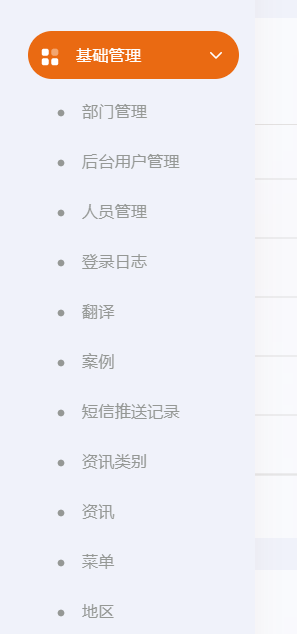 基础管理
部门管理
后台用户管理
人员管理
登录日志
翻译
案例
短信推送记录
资讯类别
资讯
菜单
地区